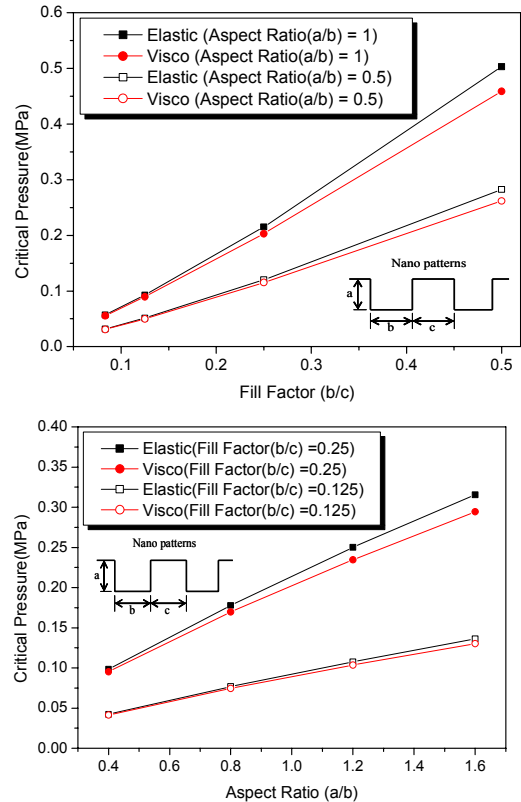 Elastic (Aspect Ratio(a/b) = 1)
Visco (Aspect Ratio(a/b) = 1)
Elastic (Aspect Ratio(a/b) = 0.5)
Visco (Aspect Ratio(a/b) = 0.5)
0.6
0.5
0.4
0.3
0.2
0.1
0.0
Critical Pressure(MPa)
Nano patterns
a
b
c
0.1
0.2
0.3
0.4
0.5
Fill Factor (b/c)
Elastic(Fill Factor(b/c) =0.25)
Visco(Fill Factor(b/c) =0.25)
Elastic(Fill Factor(b/c) =0.125)
Visco(Fill Factor(b/c) =0.125)
0.40
0.35
0.30
0.25
0.20
0.15
0.10
0.05
0.00
Critical Pressure(MPa)
Nano patterns
a
b
c
0.4
0.6
0.8
1.0
1.2
1.4
1.6
Aspect Ratio (a/b)